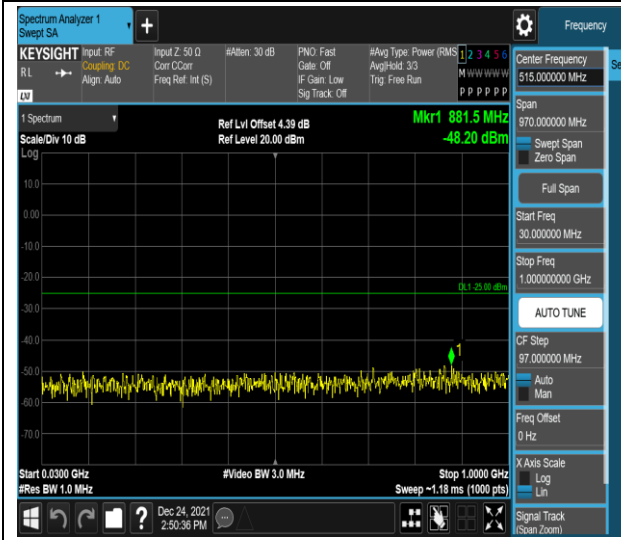 Spectrum Analyzer 1
Swept SA
+
Frequency
KEYSIGHT
RL
LXI
Input: RF
Coupling: DC
Align: Auto
Input Z: 50 Ω
Corr CCorr
Freq Ref: Int (S)
#Atten: 30 dB
PNO: Fast
Gate: Off
IF Gain: Low
Sig Track: Off
#Avg Type: Power (RMS
Avg|Hold: 3/3
Trig: Free Run
1 2 3 4 5 6
M W W W W W
P P P P P P
1 Spectrum
Scale/Div 10 dB
Log
Ref Lvl Offset 4.39 dB
Ref Level 20.00 dBm
Mkr1 881.5 MHz
-48.20 dBm
10.0
0.00
-10.0
-20.0
-30.0
-40.0
-50.0
-60.0
-70.0
DL1 -25.00 dBm
1
Start 0.0300 GHz
#Res BW 1.0 MHz
#Video BW 3.0 MHz
Stop 1.0000 GHz
Sweep ~1.18 ms (1000 pts)
?
Dec 24, 2021
2:50:36 PM
Center Frequency
515.000000 MHz
Se
Span
970.000000 MHz
Swept Span
Zero Span
Full Span
Start Freq
30.000000 MHz
Stop Freq
1.000000000 GHz
AUTO TUNE
CF Step
97.000000 MHz
Auto
Man
Freq Offset
0 Hz
X Axis Scale
Log
Lin
Signal Track
(Span Zoom)